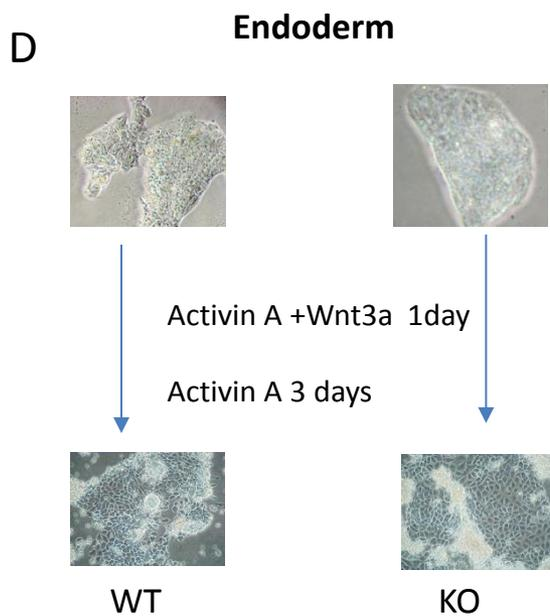 D
Endoderm
Activin A +Wnt3a 1day
Activin A 3 days
WT
KO